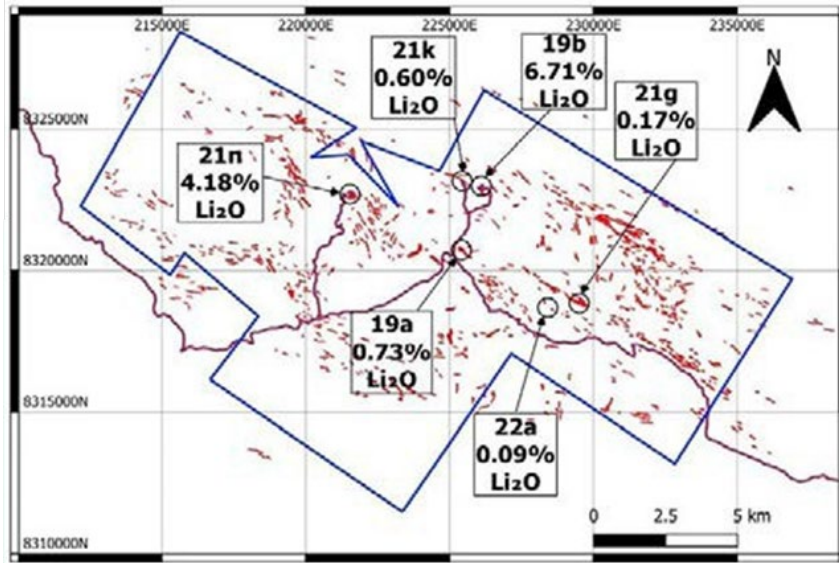 215000E 220000E 225000E 230000E 235000E
21k
0.60%
Li₂O
19b
6.71%
Li₂O
N
21g
0.17%
Li₂O
8325000N
21n
4.18%
Li₂O
8320000N
19a
0.73%
Li₂O
8315000N
22a
0.09%
Li₂O
0 2.5 5 km
8310000N